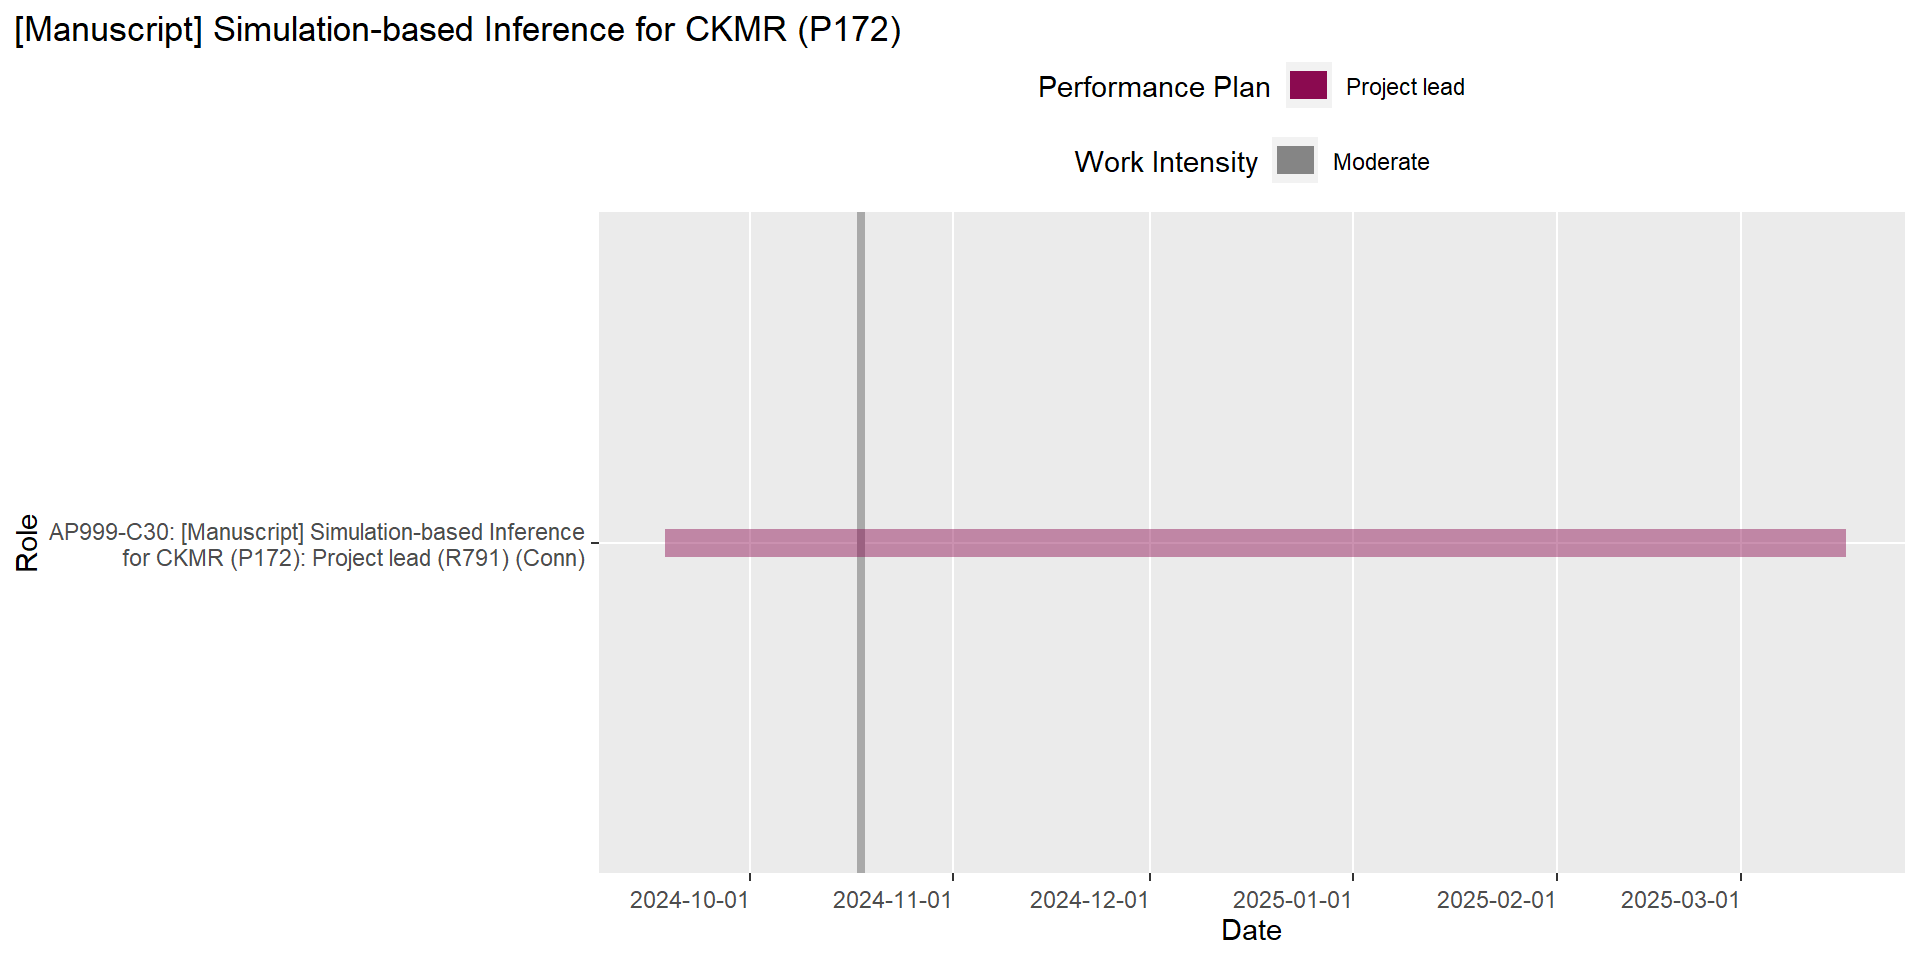 [Manuscript] Simulation-based Inference for CKMR (P172)
Performance Plan
Project lead
Work Intensity
Moderate
Role
AP999-C30: [Manuscript] Simulation-based Inference
for CKMR (P172): Project lead (R791) (Conn)
2024-10-01
2024-11-01
2024-12-01
2025-01-01
2025-02-01
2025-03-01
Date